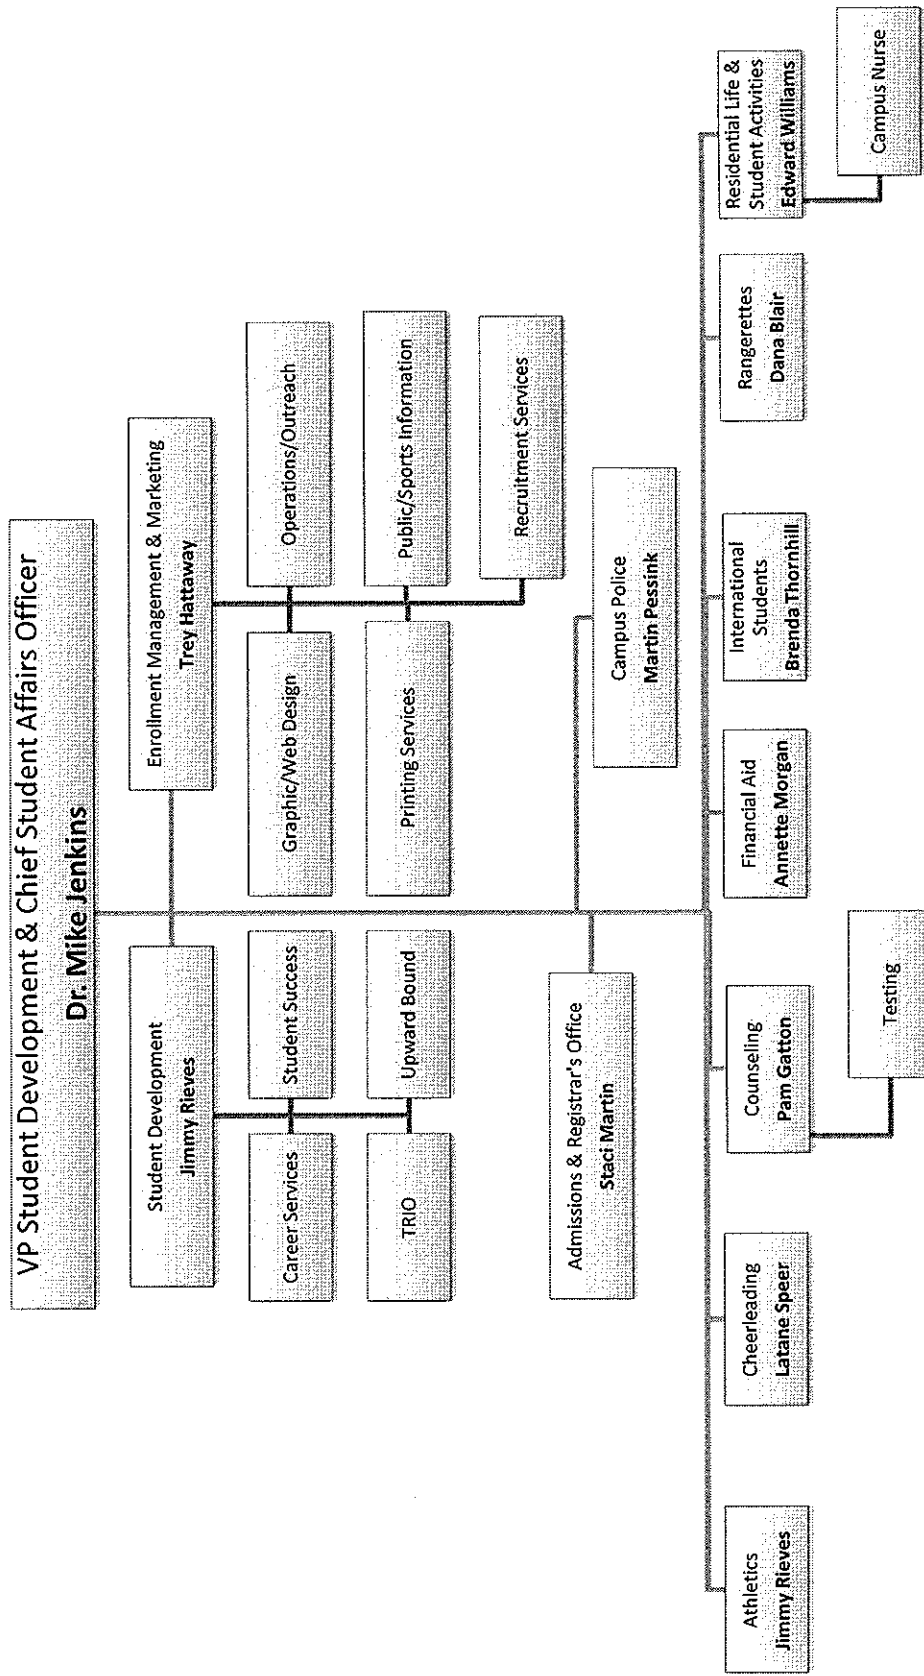 VP Student Development & Chief Student Affairs Officer
Dr. Mike Jenkins
Student Development
Jimmy Rieves
Enrollment Management & Marketing
Trey Hattaway
Career Services
Student Success
Graphic/Web Design
Operations/Outreach
TRIO
Upward Bound
Printing Services
Public/Sports Information
Recruitment Services
Admissions & Registrar's Office
Staci Martin
Campus Police
Martin Pessink
Athletics
Jimmy Rieves
Cheerleading
Latane Speer
Counseling
Pam Gatton
Financial Aid
Annette Morgan
International
Students
Brenda Thornhill
Rangerettes
Dana Blair
Residential Life &
Student Activities
Edward Williams
Testing
Campus Nurse